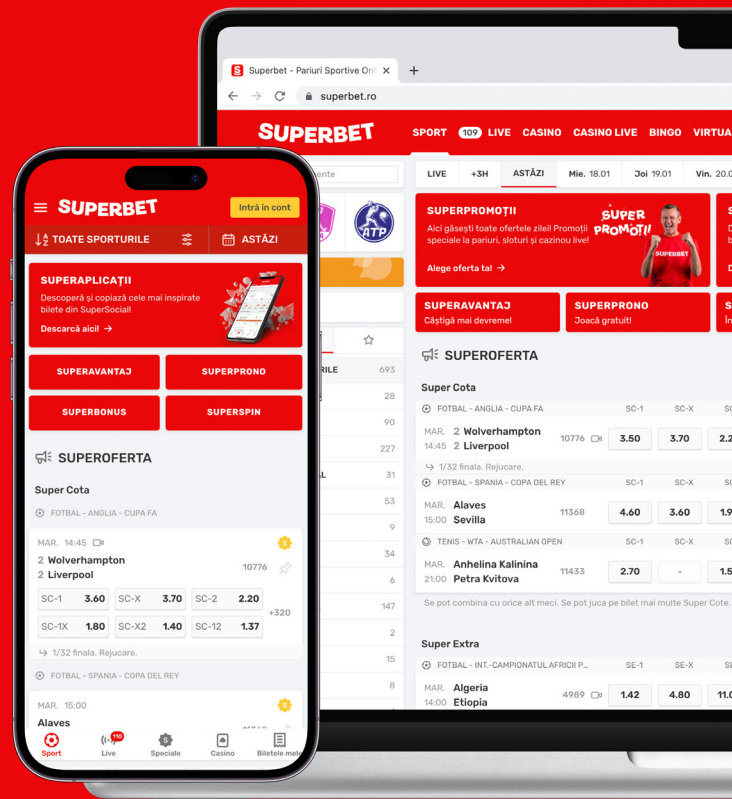 Superbet - Pariuri Sportive Onl
superbet.ro
SUPERBET
SPORT 109 LIVE CASINO CASINO LIVE BINGO VIRTUA
LIVE +3H ASTĂZI Mie. 18.01 Joi 19.01 Vin. 20.0
ATP
SUPERPROMOȚII
Aici găsești toate ofertele zilei! Promoții
speciale la pariuri, sloturi și cazinou live!
Alege oferta ta! →
SUPER
PROMOȚII
SUPERBET
SUPERAVANTAJ
Câștigă mai devreme!
SUPERPRONO
Joacă gratuit!
693
28
90
227
31
53
9
34
6
147
2
15
8
SUPEROFERTA
Super Cota
FOTBAL - ANGLIA - CUPA FA SC-1 SC-X
MAR. 2 Wolverhampton
14:45 2 Liverpool
10776 3.50 3.70 2.2
1/32 finala. Rejucare.
FOTBAL - SPANIA - COPA DEL REY SC-1 SC-X
MAR. Alaves
15:00 Sevilla
11368 4.60 3.60 1.9
TENIS - WTA - AUSTRALIAN OPEN SC-1 SC-X
MAR. Anhelina Kalinina
21:00 Petra Kvitova
11433 2.70 - 1.5
Se pot combina cu orice alt meci. Se pot juca pe bilet mai multe Super Cote.
Super Extra
FOTBAL - INT.-CAMPIONATUL AFRICII P... SE-1 SE-X
MAR. Algeria
14:00 Etiopia
4989 1.42 4.80 11.0
SUPERBET
Intră în cont
TOATE SPORTURILE ASTĂZI
SUPERAPLICAȚII
Descoperă și copiază cele mai inspirate
bilete din SuperSocial!
Descarcă aici! →
SUPERAVANTAJ SUPERPRONO
SUPERBONUS SUPERSPIN
SUPEROFERTA
Super Cota
FOTBAL - ANGLIA - CUPA FA
MAR. 14:45
2 Wolverhampton
2 Liverpool
10776
SC-1 3.60 SC-X 3.70 SC-2 2.20
+320
SC-1X 1.80 SC-X2 1.40 SC-12 1.37
1/32 finala. Rejucare.
FOTBAL - SPANIA - COPA DEL REY
MAR. 15:00
Alaves
110
Sport Live Speciale Casino Biletele mele